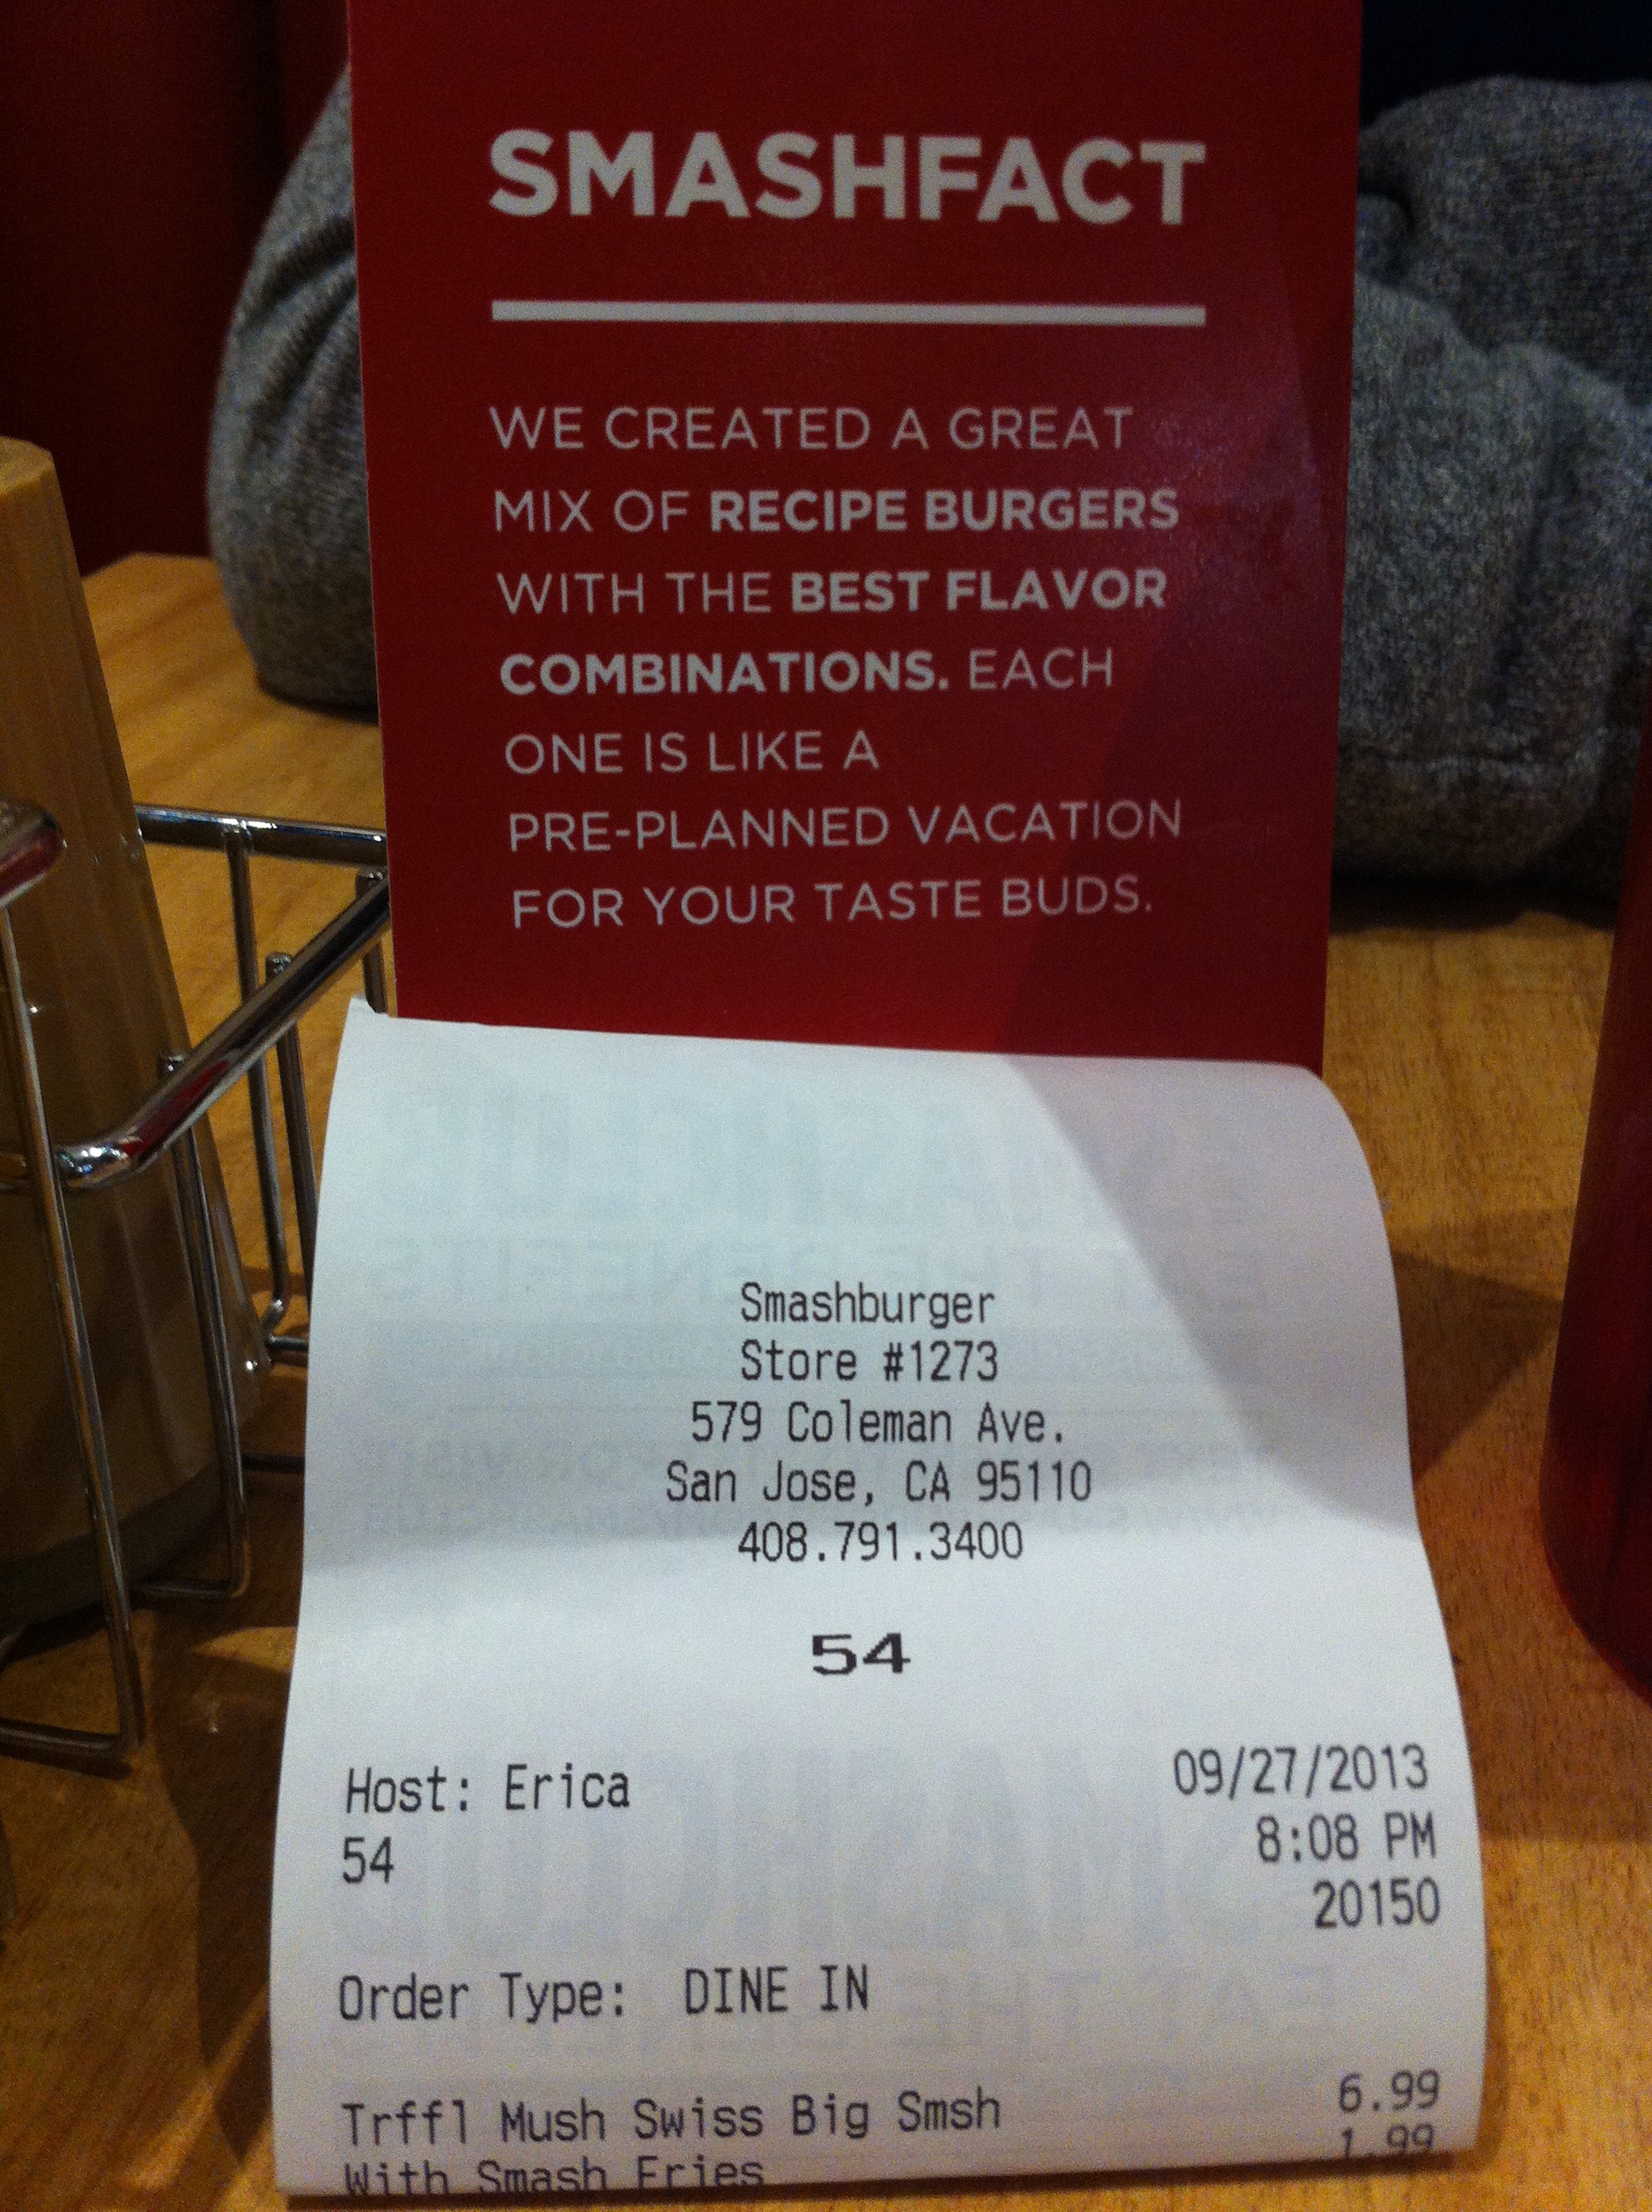 SMASHFACT
WE CREATED A GREAT
MIX OF RECIPE BURGERS
WITH THE BEST FLAVOR
COMBINATIONS. EACH
ONE IS LIKE A
PRE-PLANNED VACATION
FOR YOUR TASTE BUDS.
Smashburger
Store #1273
579 Coleman Ave.
San Jose, CA 95110
408.791.3400
54
Host: Erica 09/27/2013
54 8:08 PM
20150
Order Type: DINE IN
Trffl Mush Swiss Big Smsh 6.99
With Smash Fries 1.99